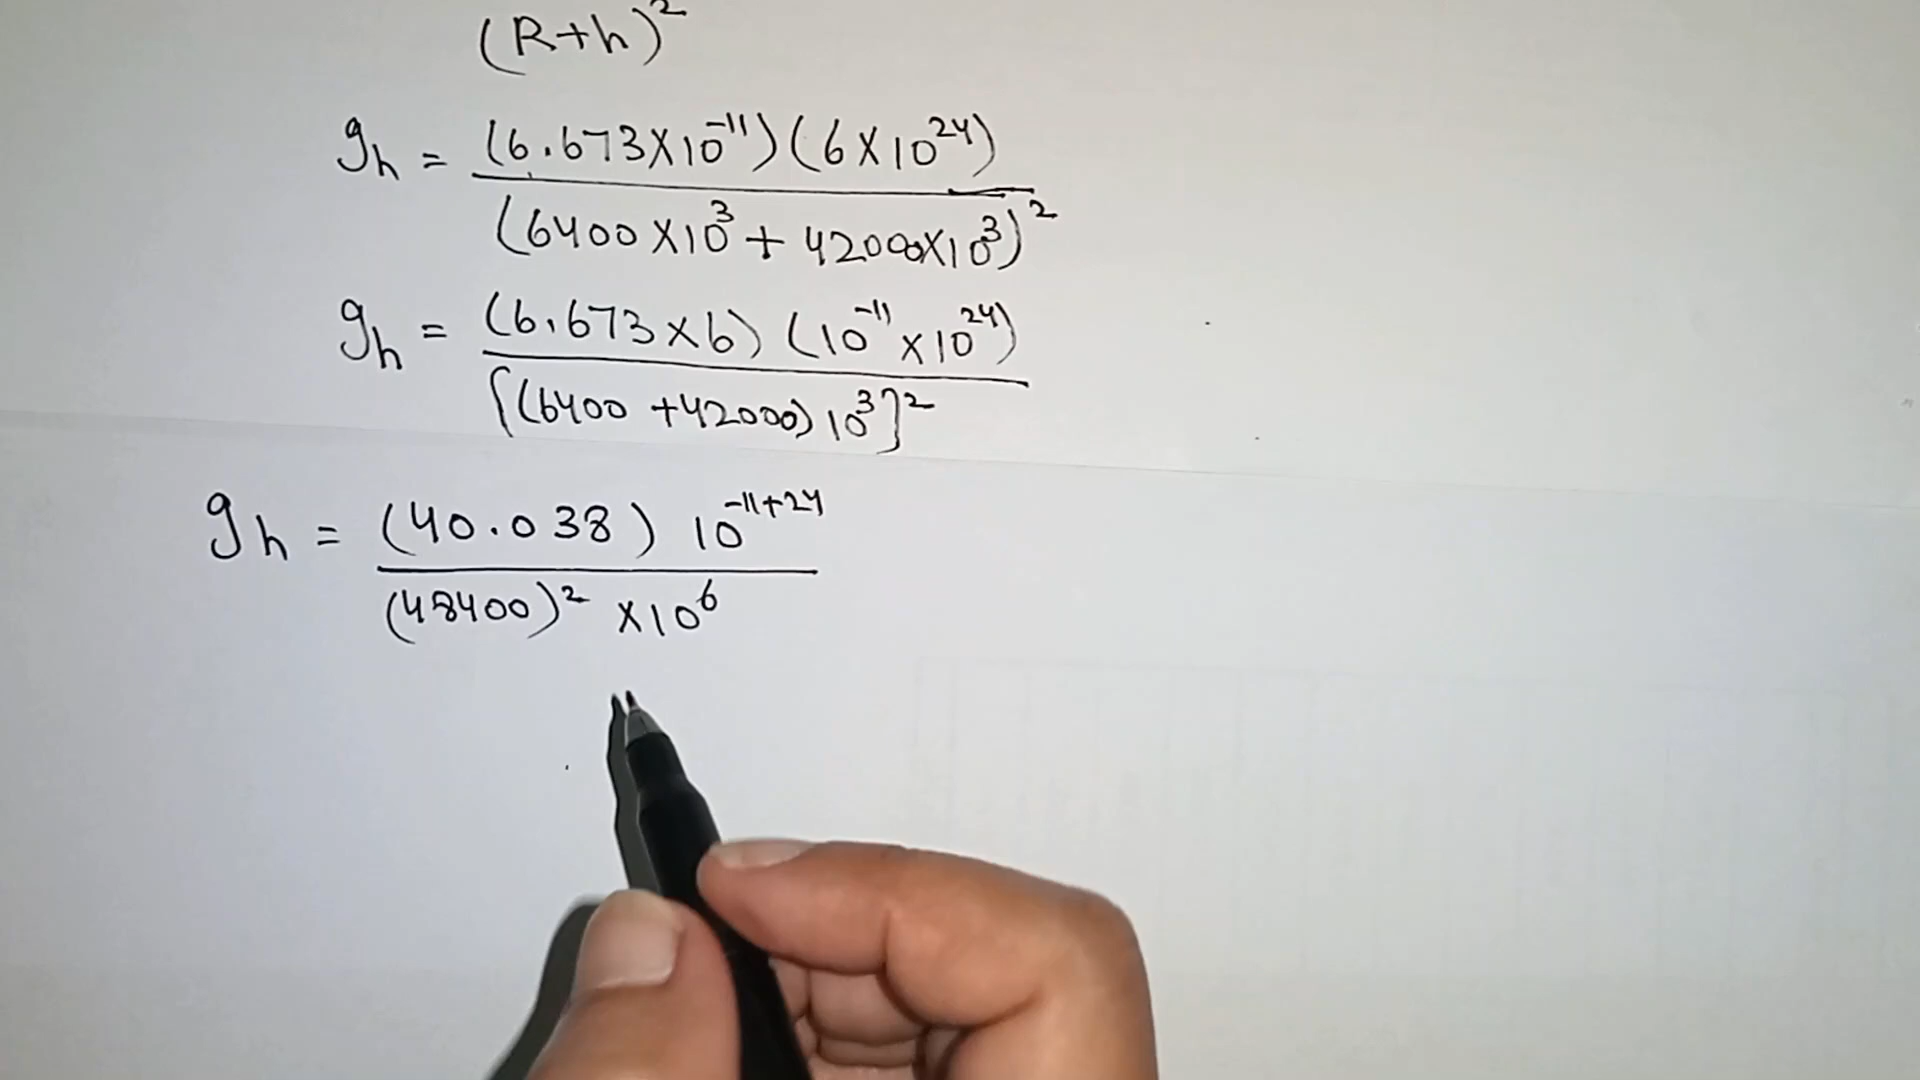 (R+h)²
gₕ = (6.673×10⁻¹¹)(6×10²⁴)
(6400×10³+42000×10³)²
gₕ = (6.673×6) (10⁻¹¹×10²⁴)
[(6400+42000)10³]²
gₕ = (40.038) 10⁻¹¹⁺²⁴
(48400)² ×10⁶